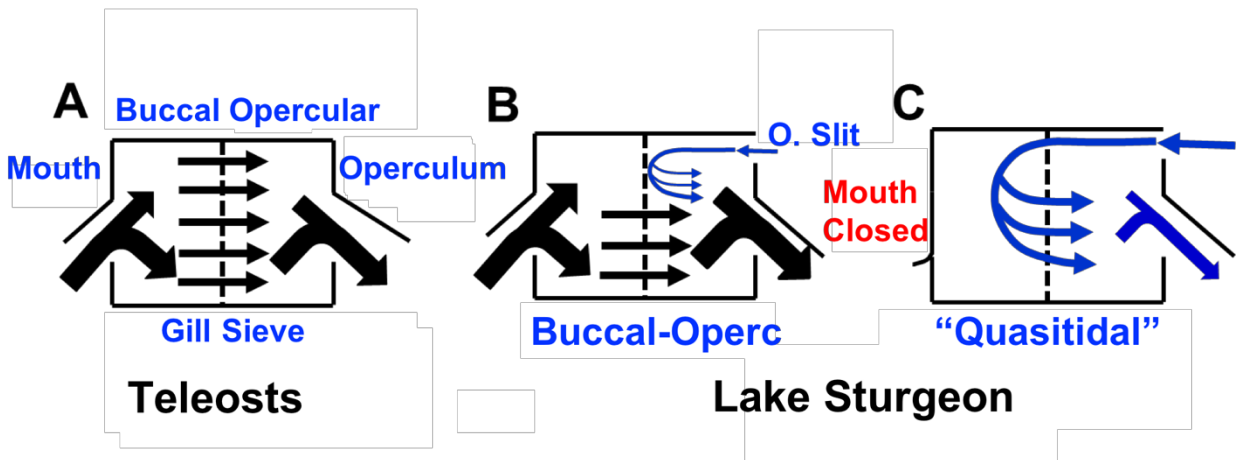 A
Buccal Opercular
Mouth
Operculum
Gill Sieve
Teleosts
B
O. Slit
Buccal-Operc
C
Mouth
Closed
“Quasitidal”
Lake Sturgeon